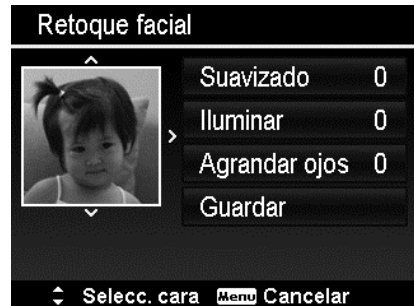 Retoque facial
Suavizado 0
Iluminar 0
Agrandar ojos 0
Guardar
Selecc. cara Menu Cancelar